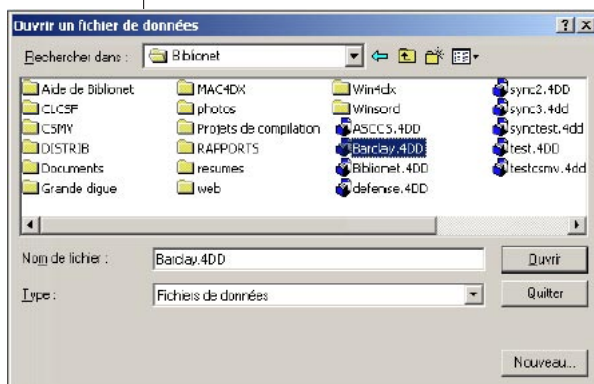 Ouvrir un fichier de données
Rechercher dans : Biblionet
Aide de Biblionet MAC4DX Win4dx sync2.4DD
CLCSF photos Winsord sync3.4dd
CSMV Projets de compilation ASCCS.4DD synctest.4dd
DISTRIB RAPPORTS Barclay.4DD test.4DD
Documents resumes Biblionet.4DD testcsmv.4dd
Grande digue web defense.4DD
Nom de fichier : Barclay.4DD Ouvrir
Type : Fichiers de données Quitter
Nouveau...